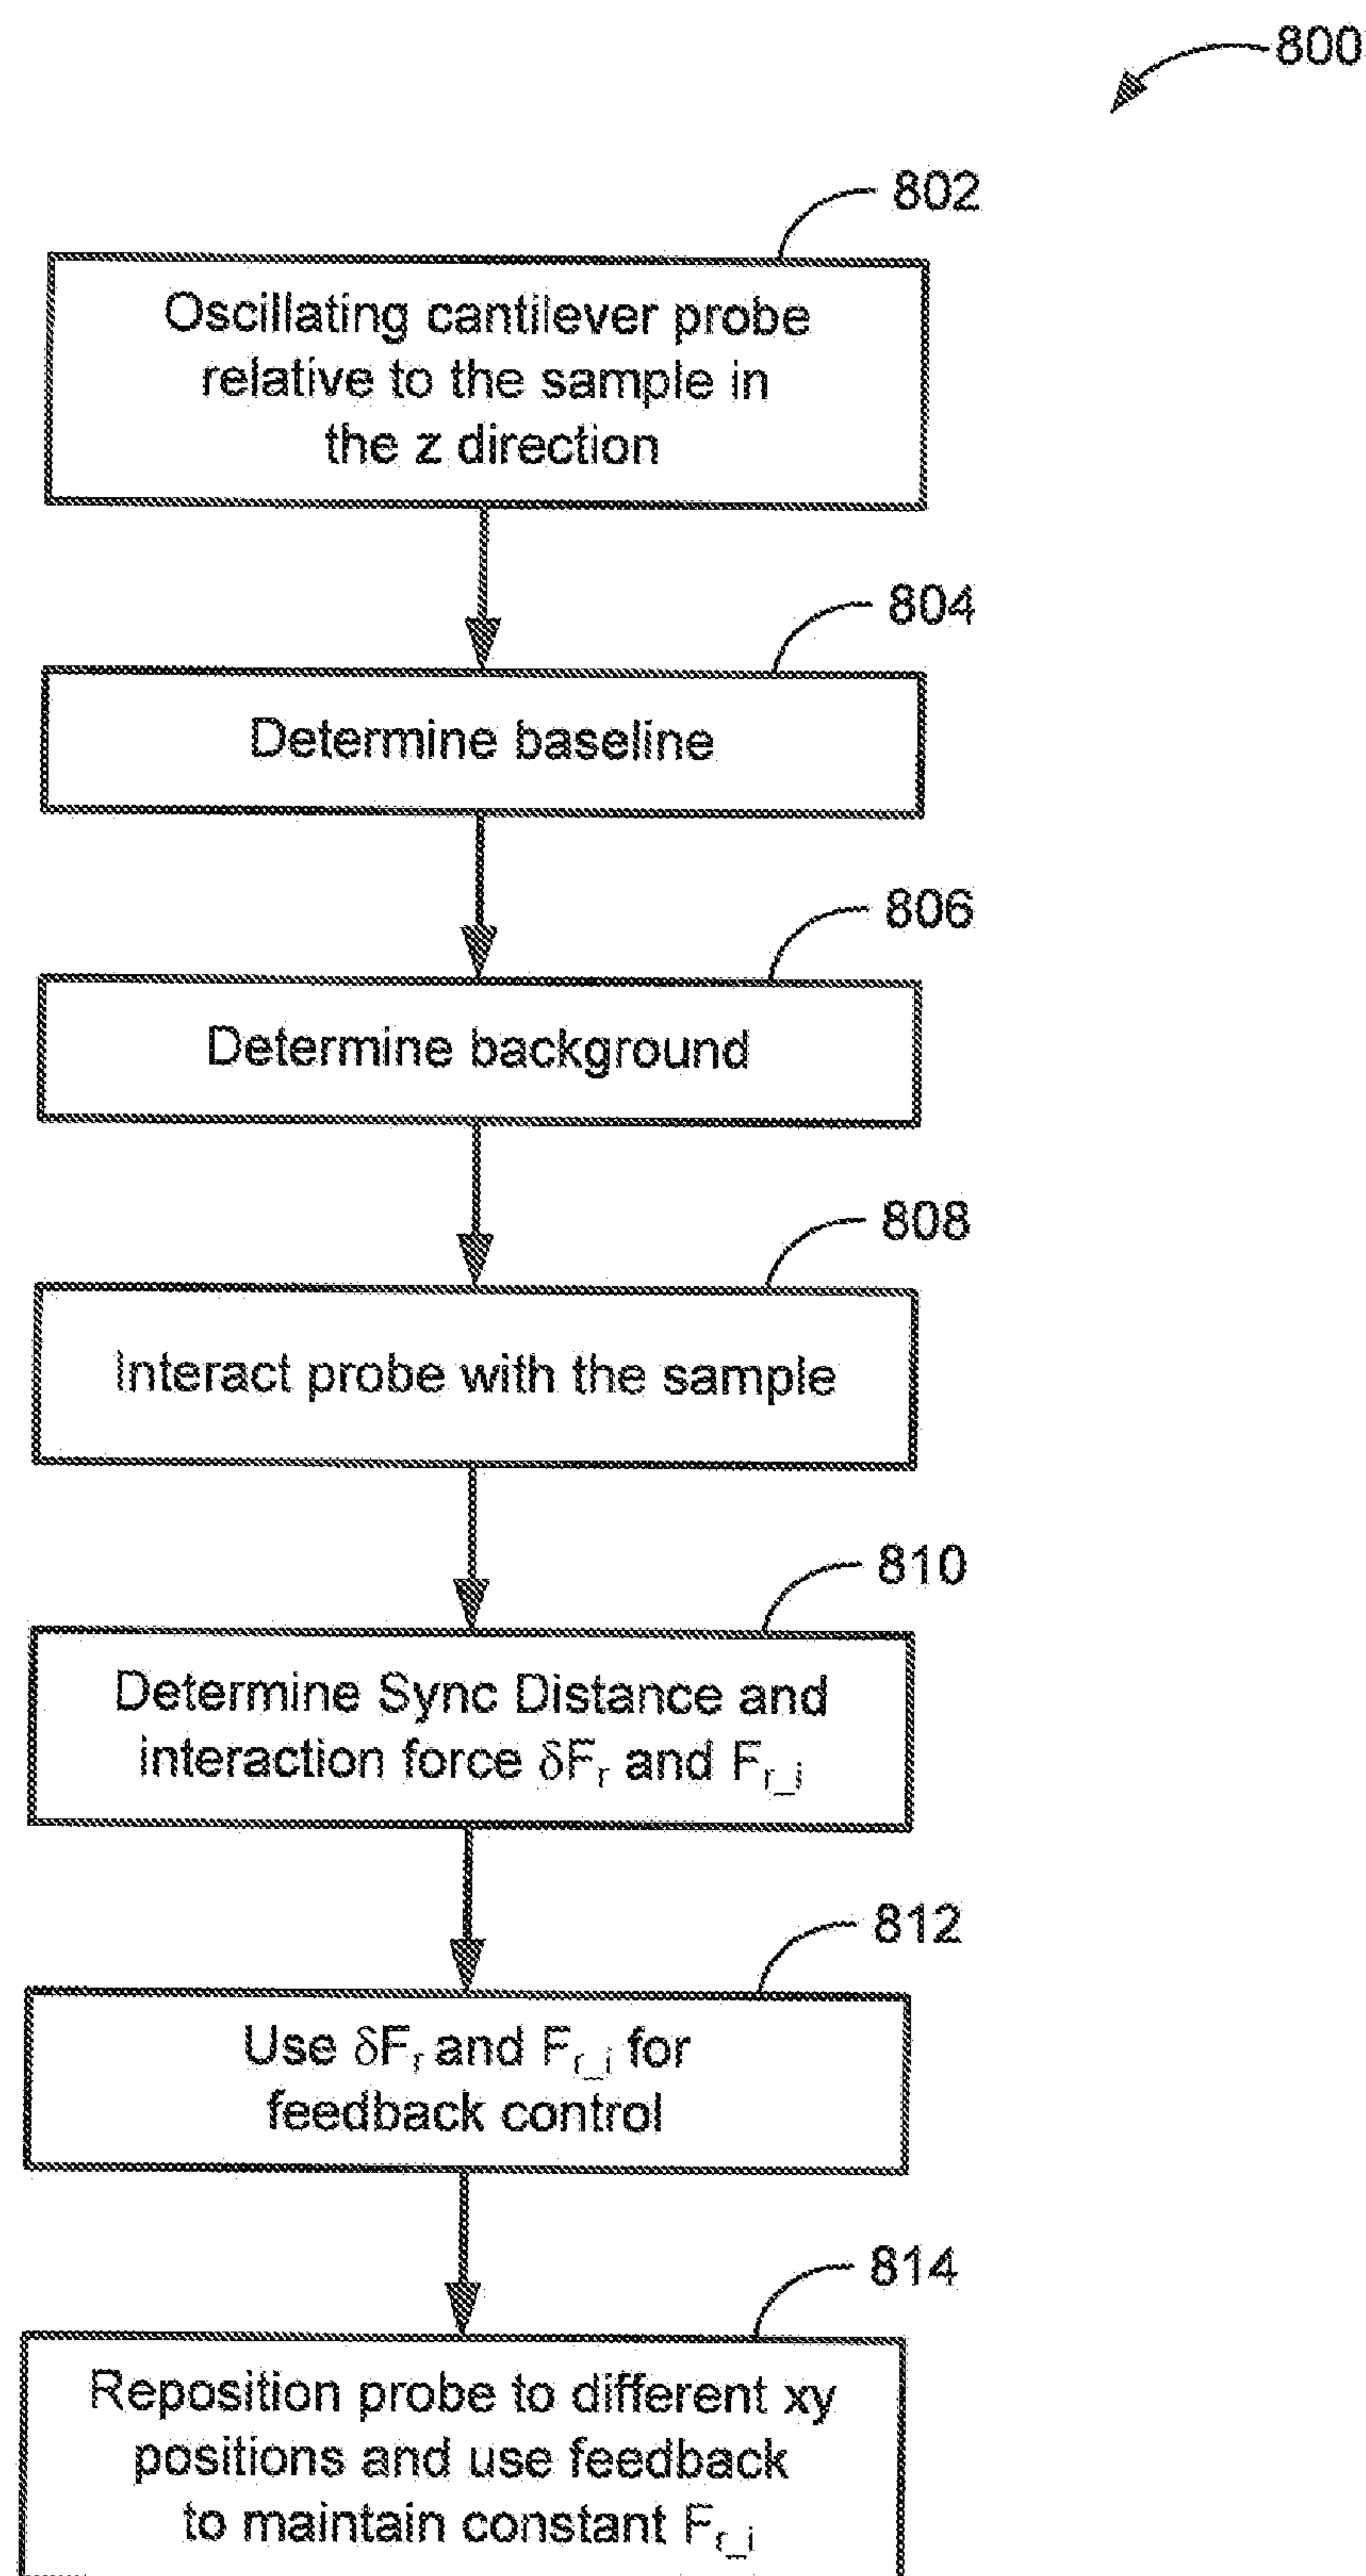 800
802
Oscillating cantilever probe
relative to the sample in
the z direction
804
Determine baseline
806
Determine background
808
Interact probe with the sample
810
Determine Sync Distance and
interaction force δFr and Fr_i
812
Use δFr and Fr_i for
feedback control
814
Reposition probe to different xy
positions and use feedback
to maintain constant Fr_i